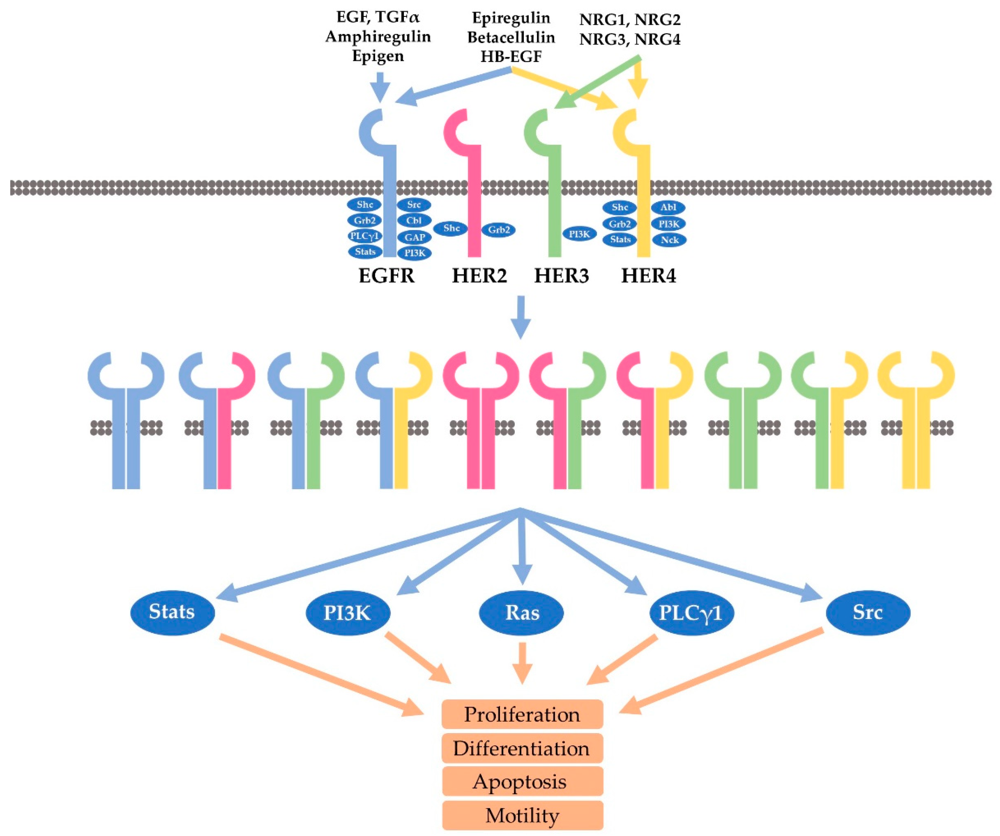 EGF, TGFα
Amphiregulin
Epigen
Epiregulin
Betacellulin
HB-EGF
NRG1, NRG2
NRG3, NRG4
Shc
Grb2
PLCγ1
Stats
Src
Cbl
GAP
PI3K
Shc
Grb2
PI3K
Shc
Grb2
Stats
Abl
PI3K
Nck
EGFR
HER2
HER3
HER4
Stats
PI3K
Ras
PLCγ1
Src
Proliferation
Differentiation
Apoptosis
Motility